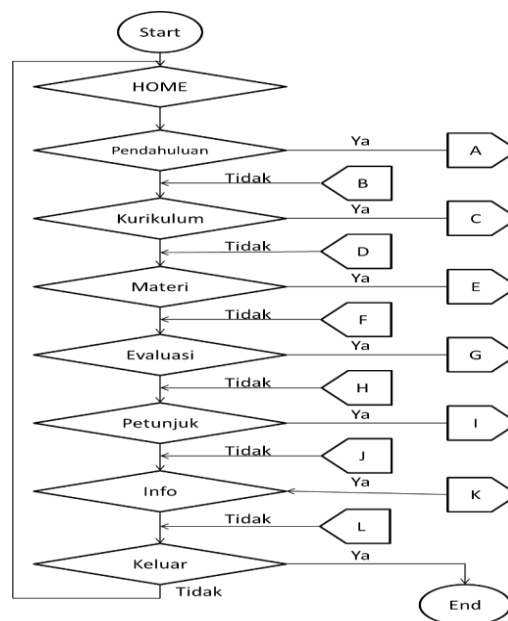 Start
HOME
Pendahuluan
Ya
A
Tidak
B
Kurikulum
Ya
C
Tidak
D
Materi
Ya
E
Tidak
F
Evaluasi
Ya
G
Tidak
H
Petunjuk
Ya
I
Tidak
J
Info
Ya
K
Tidak
L
Keluar
Ya
Tidak
End